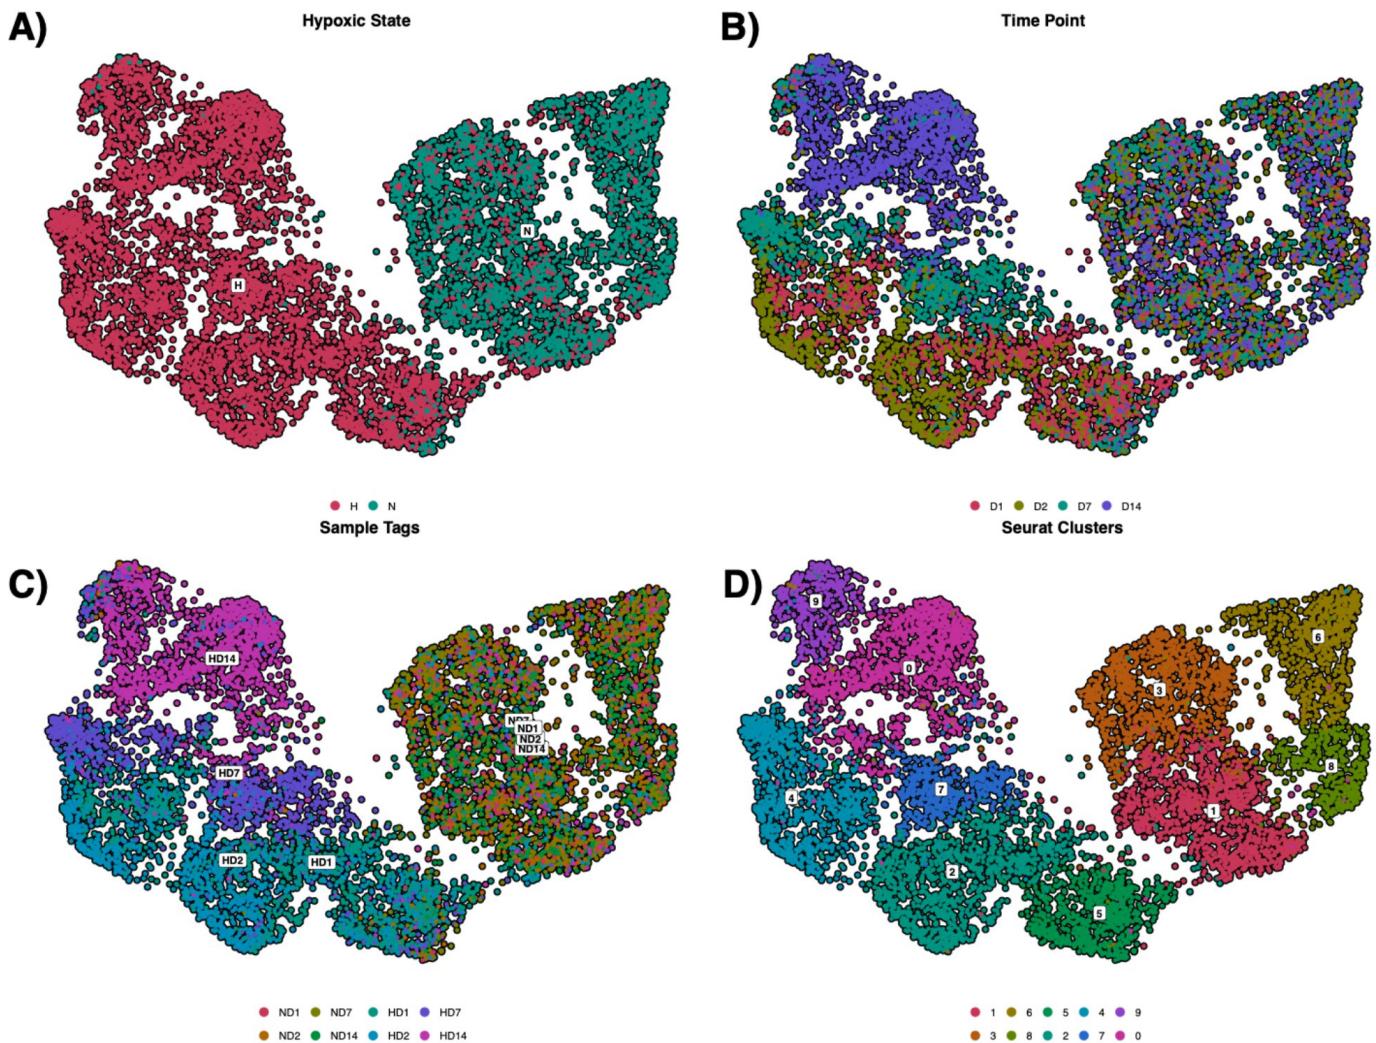 A)
Hypoxic State
N
H
H N
B)
Time Point
D1 D2 D7 D14
C)
Sample Tags
HD14
ND7
ND1
ND2
ND14
HD7
HD2
HD1
ND1 ND7 HD1 HD7
ND2 ND14 HD2 HD14
D)
Seurat Clusters
9
6
0
3
8
7
4
1
2
5
1 6 5 4 9
3 8 2 7 0